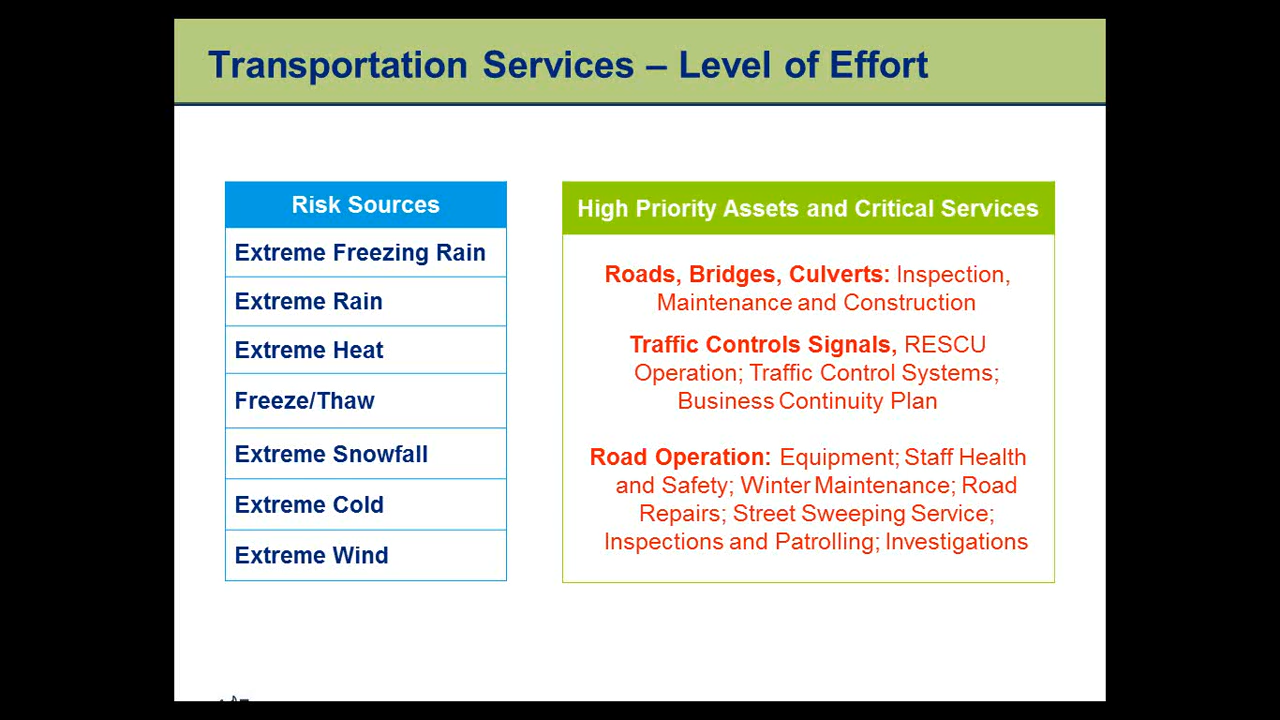 Transportation Services – Level of Effort
Risk Sources
Extreme Freezing Rain
Extreme Rain
Extreme Heat
Freeze/Thaw
Extreme Snowfall
Extreme Cold
Extreme Wind
High Priority Assets and Critical Services
Roads, Bridges, Culverts: Inspection,
Maintenance and Construction
Traffic Controls Signals, RESCU
Operation; Traffic Control Systems;
Business Continuity Plan
Road Operation: Equipment; Staff Health
and Safety; Winter Maintenance; Road
Repairs; Street Sweeping Service;
Inspections and Patrolling; Investigations